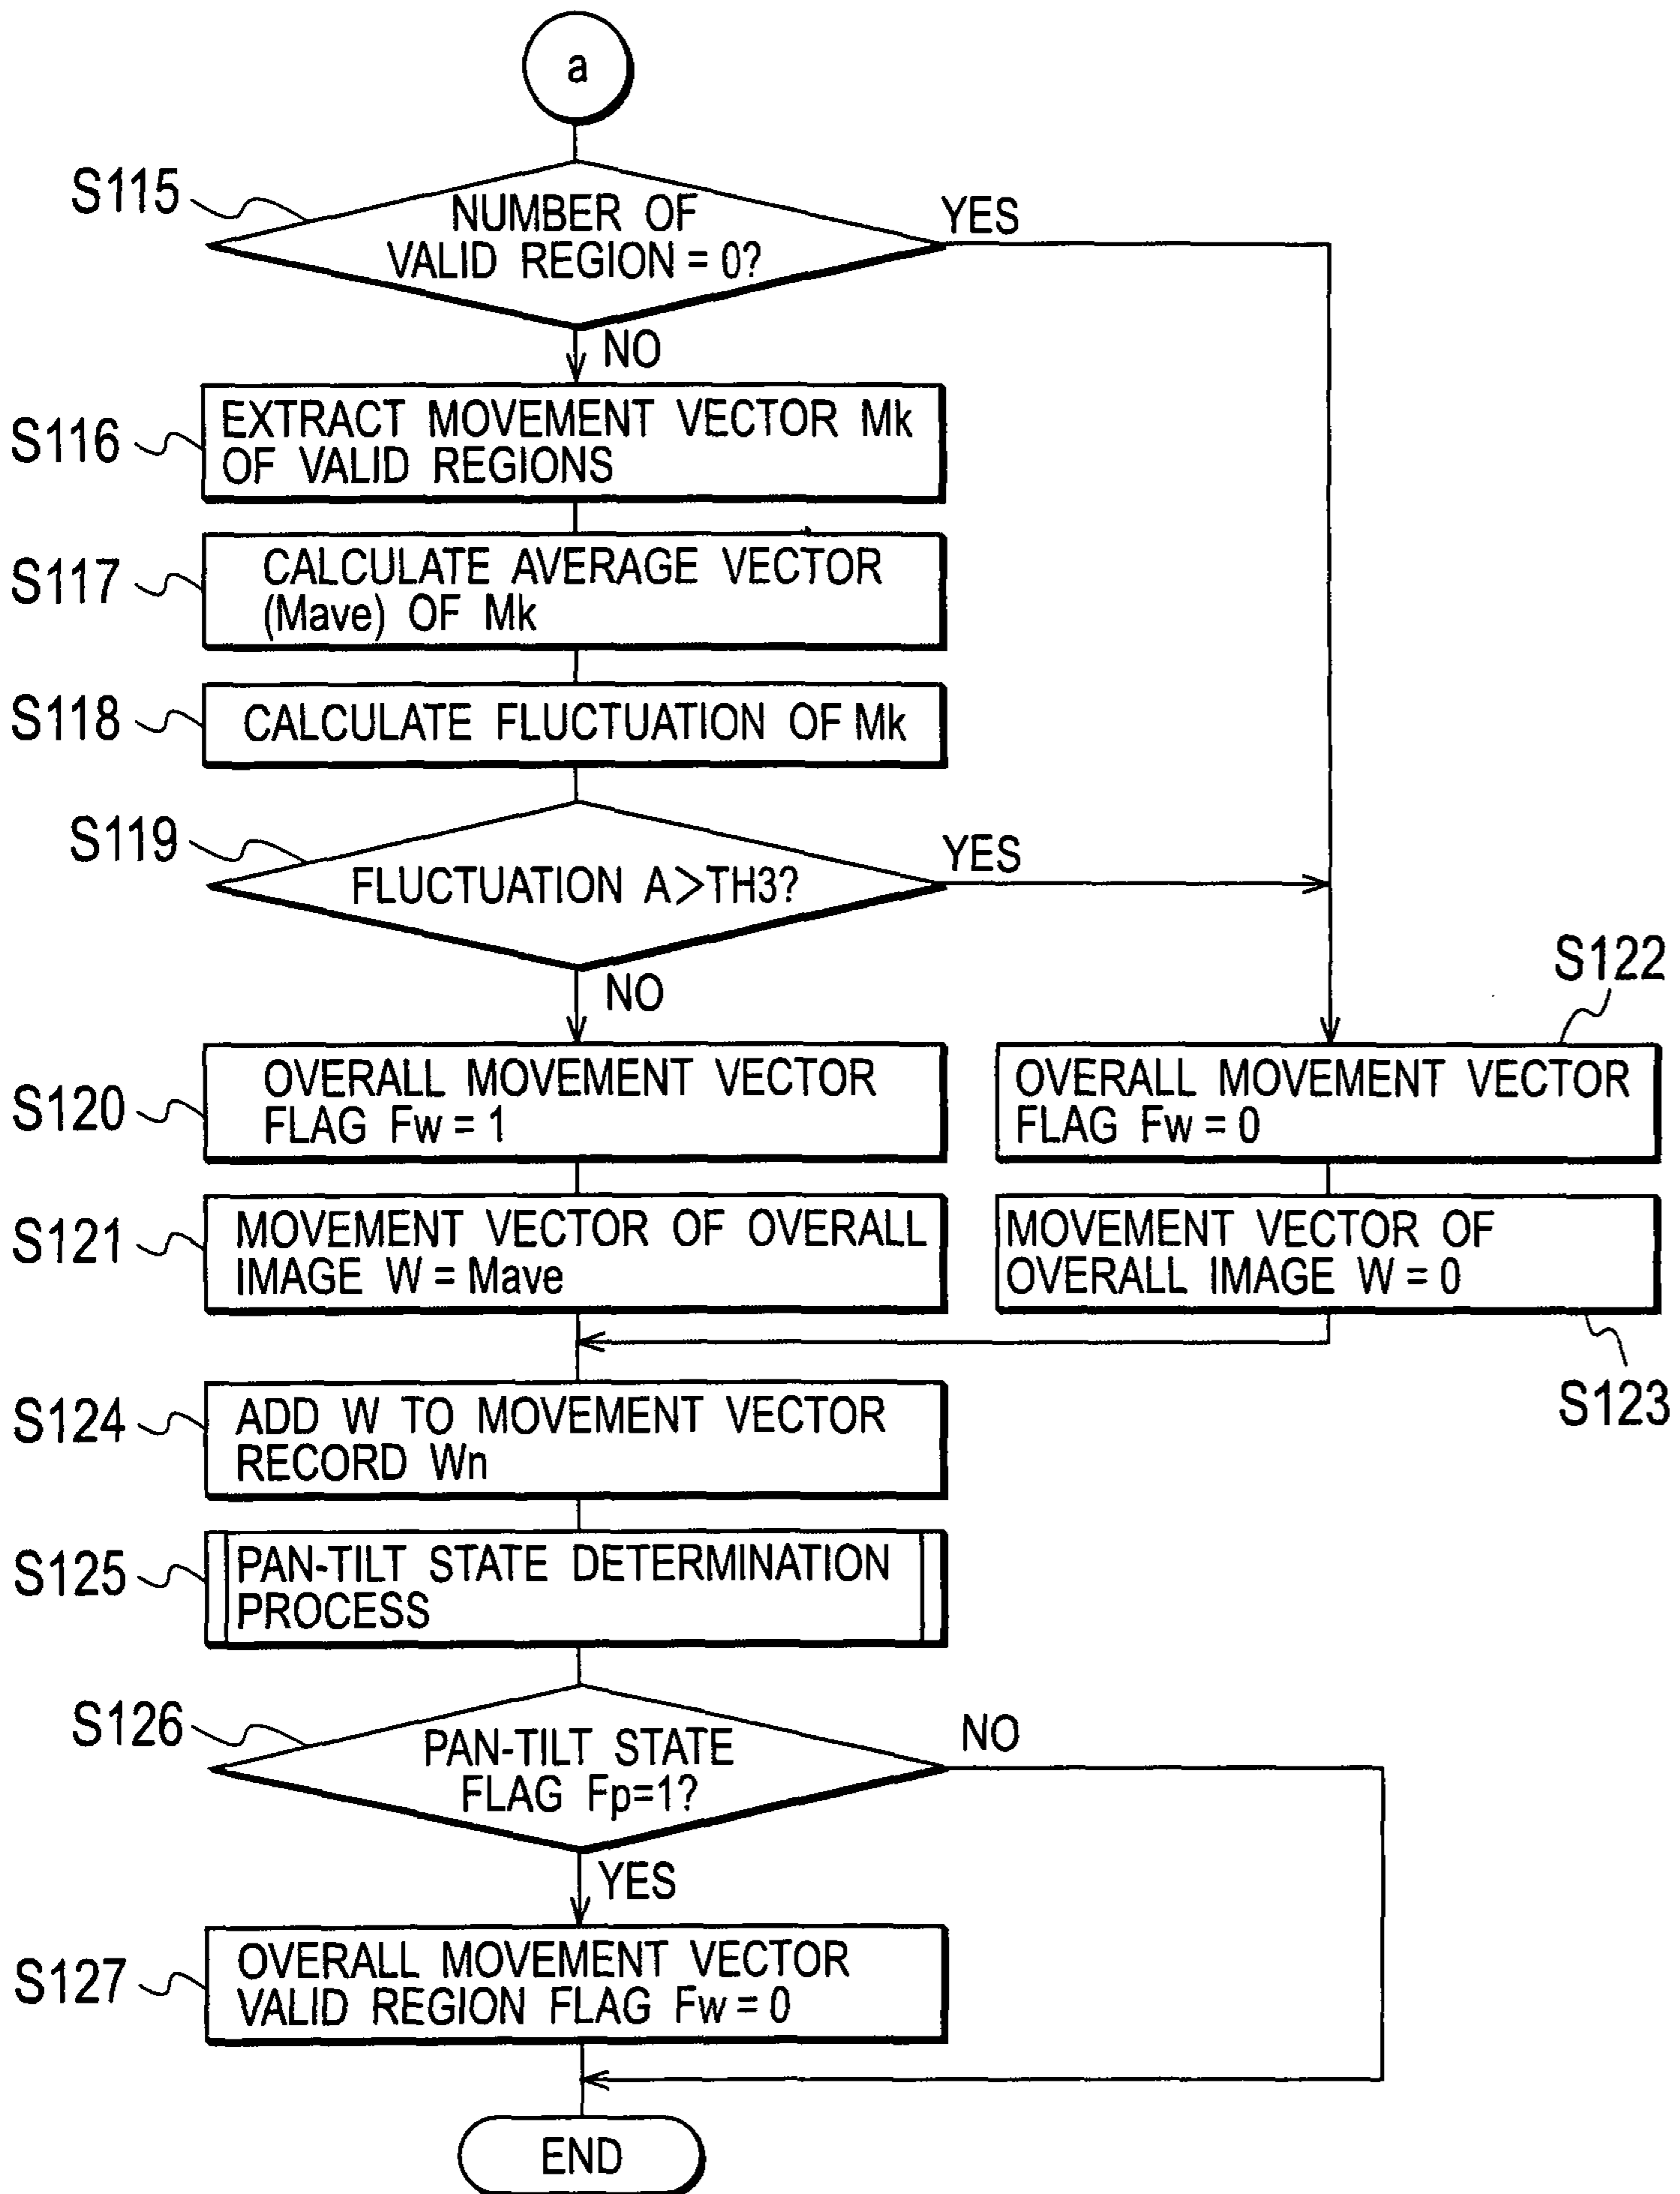 a
S115
NUMBER OF
VALID REGION = 0?
YES
NO
S116
EXTRACT MOVEMENT VECTOR Mk
OF VALID REGIONS
S117
CALCULATE AVERAGE VECTOR
(Mave) OF Mk
S118
CALCULATE FLUCTUATION OF Mk
S119
FLUCTUATION A>TH3?
YES
NO
S120
OVERALL MOVEMENT VECTOR
FLAG Fw = 1
S122
OVERALL MOVEMENT VECTOR
FLAG Fw = 0
S121
MOVEMENT VECTOR OF OVERALL
IMAGE W = Mave
MOVEMENT VECTOR OF
OVERALL IMAGE W = 0
S123
S124
ADD W TO MOVEMENT VECTOR
RECORD Wn
S125
PAN-TILT STATE DETERMINATION
PROCESS
S126
PAN-TILT STATE
FLAG Fp=1?
NO
YES
S127
OVERALL MOVEMENT VECTOR
VALID REGION FLAG Fw = 0
END